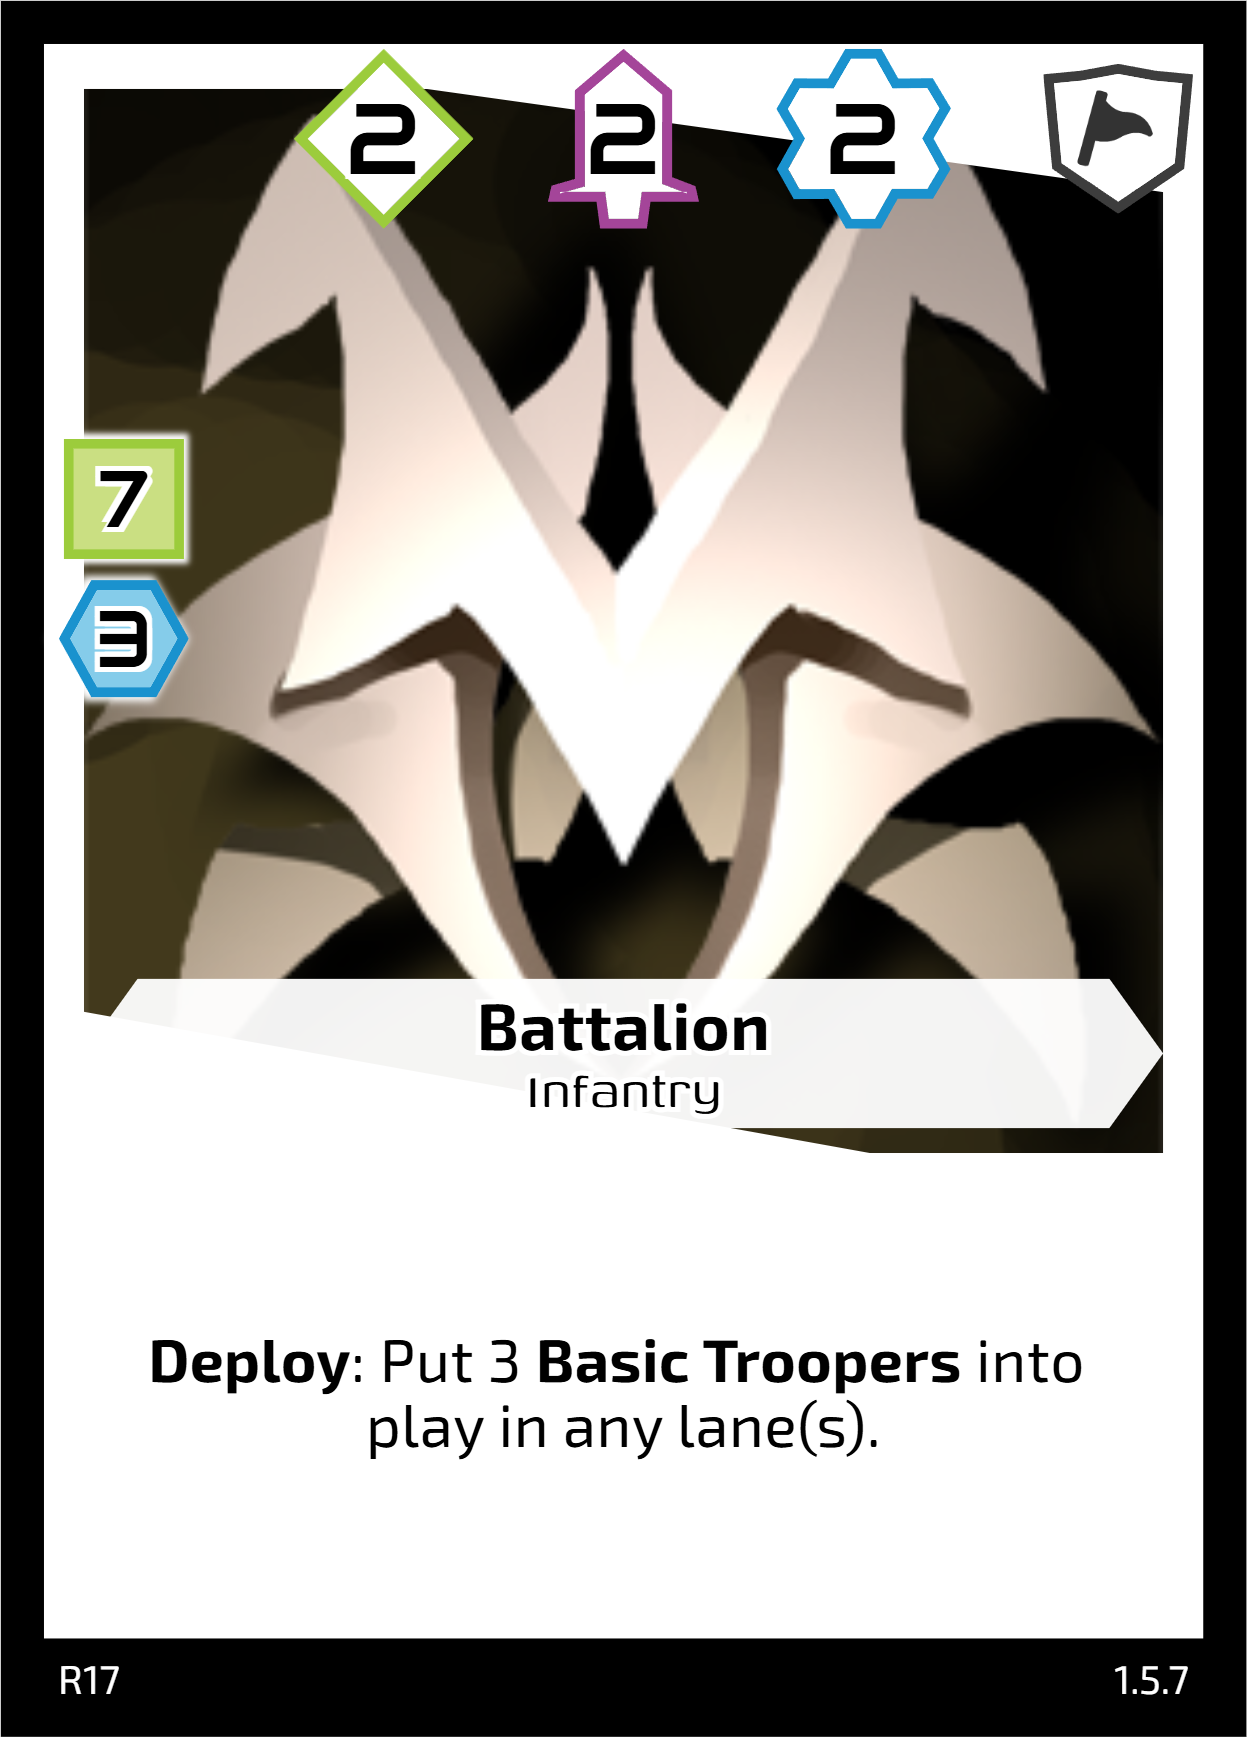 2 2 2
7
3
Battalion
Infantry
Deploy: Put 3 Basic Troopers into
play in any lane(s).
R17 1.5.7